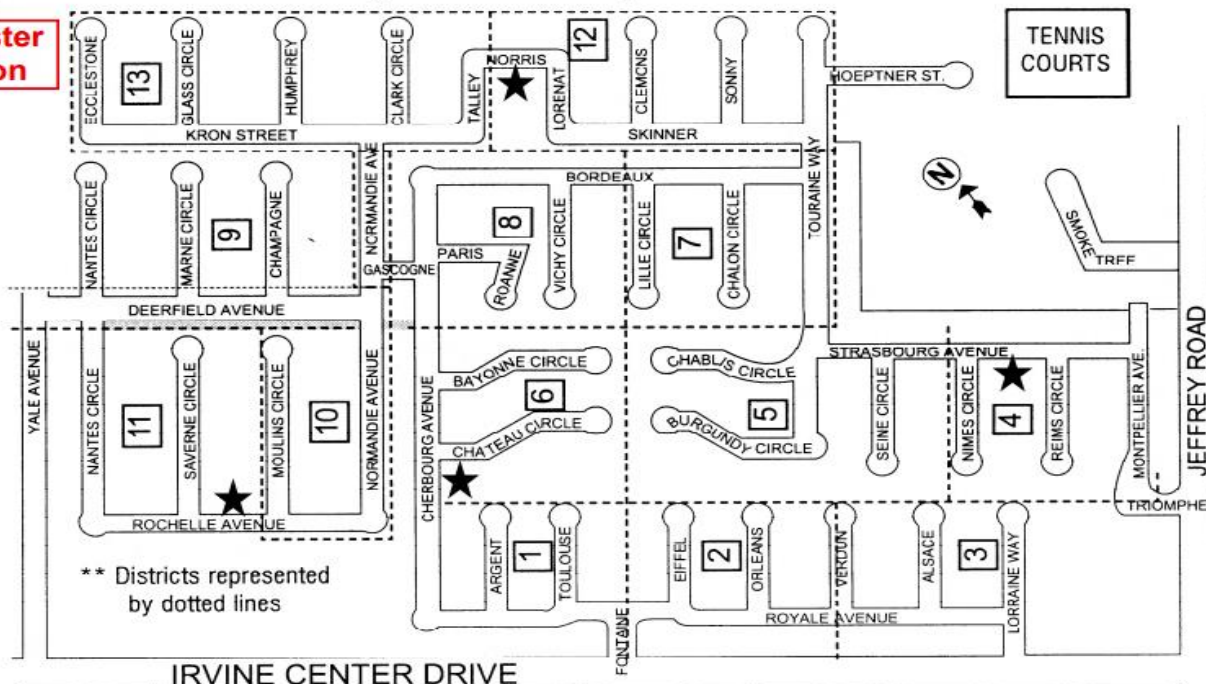 ster
on
ECCLESTONE
13
GLASS CIRCLE
HUMPHREY
CLARK CIRCLE
TALLEY
NORRIS
12
LORENAT
CLEMONS
SONNY
HOEPTNER ST.
TENNIS
COURTS
KRON STREET
SKINNER
NORMANDIE AVE
BORDEAUX
TOURAINE WAY
N
NANTES CIRCLE
MARNE CIRCLE
9
CHAMPAGNE
8
PARIS
GASCOGNE
ROANNE
VICHY CIRCLE
LILLE CIRCLE
7
CHALON CIRCLE
SMOKE
TRFF
DEERFIELD AVENUE
YALE AVENUE
NANTES CIRCLE
11
SAVERNE CIRCLE
MOULINS CIRCLE
10
NORMANDIE AVENUE
CHERBOURG AVENUE
BAYONNE CIRCLE
6
CHATEAU CIRCLE
CHABLIS CIRCLE
5
BURGUNDY CIRCLE
STRASBOURG AVENUE
SEINE CIRCLE
NIMES CIRCLE
4
REIMS CIRCLE
MONTPELLIER AVE.
JEFFREY ROAD
TRIOMPHE
ROCHELLE AVENUE
ARGENT
1
TOULOUSE
EIFFEL
2
ORLEANS
VERDUN
ALSACE
3
LORRAINE WAY
** Districts represented
by dotted lines
ROYALE AVENUE
FONTAINE
IRVINE CENTER DRIVE